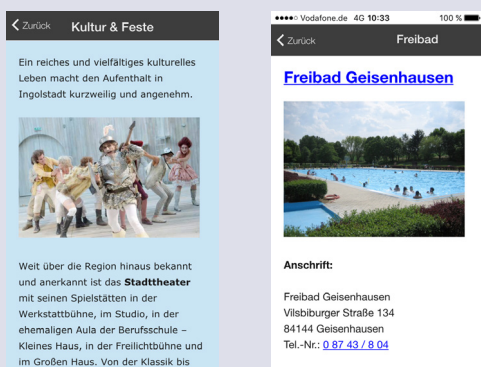 Zurück Kultur & Feste
Ein reiches und vielfältiges kulturelles
Leben macht den Aufenthalt in
Ingolstadt kurzweilig und angenehm.
Weit über die Region hinaus bekannt
und anerkannt ist das Stadttheater
mit seinen Spielstätten in der
Werkstattbühne, im Studio, in der
ehemaligen Aula der Berufsschule –
Kleines Haus, in der Freilichtbühne und
im Großen Haus. Von der Klassik bis
Vodafone.de 4G 10:33 100 %
Zurück Freibad
Freibad Geisenhausen
Anschrift:
Freibad Geisenhausen
Vilsbiburger Straße 134
84144 Geisenhausen
Tel.-Nr.: 0 87 43 / 8 04